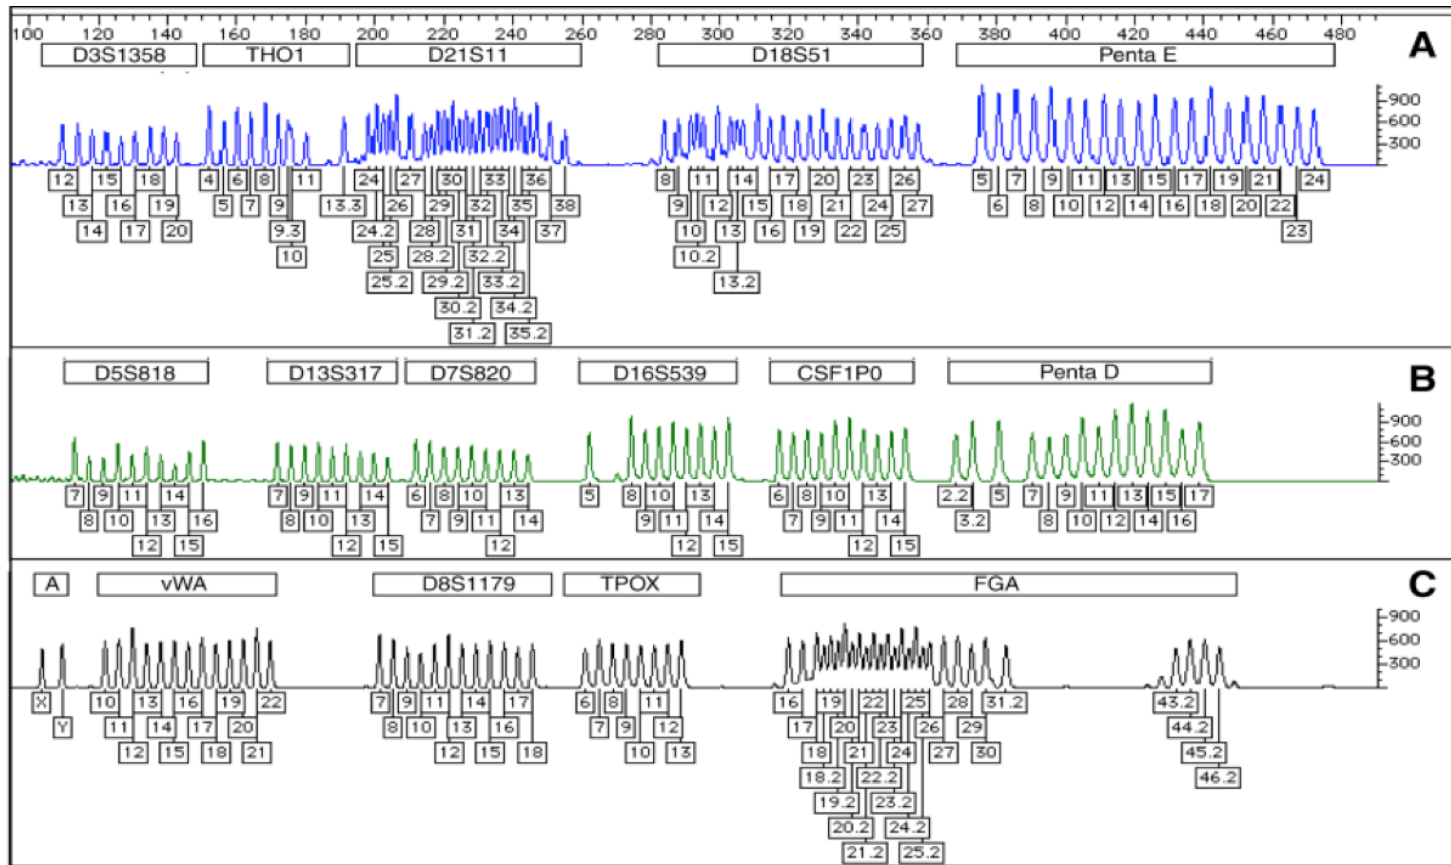 100 120 140 160 180 200 220 240 260 280 300 320 340 360 380 400 420 440 460 480
A
D3S1358 THO1 D21S11 D18S51 Penta E
900
600
300
12 15 18 4 6 8 11 24 27 30 33 36 8 11 14 17 20 23 26 5 7 9 11 13 15 17 19 21 24
13 16 19 5 7 9 13.3 26 29 32 35 38 9 12 15 18 21 24 27 6 8 10 12 14 16 18 20 22
14 17 20 9.3 24.2 28 31 34 37 10 13 16 19 22 25 23
10 25 28.2 32.2 10.2
25.2 29.2 33.2 13.2
30.2 34.2
31.2 35.2
D5S818 D13S317 D7S820 D16S539 CSF1P0 Penta D
B
900
600
300
7 9 11 14 7 9 11 14 6 8 10 13 5 8 10 13 6 8 10 13 2.2 5 7 9 11 13 15 17
8 10 13 16 8 10 13 7 9 11 14 9 11 14 7 9 11 14 3.2 8 10 12 14 16
12 15 12 15 12 12 15 12 15
A vWA D8S1179 TPOX FGA
C
900
600
300
X 10 13 16 19 22 7 9 11 14 17 6 8 11 16 19 22 25 28 31.2 43.2
Y 11 14 17 20 8 10 13 16 7 9 12 17 20 23 26 29 44.2
12 15 18 21 12 15 18 10 13 18 21 24 27 30 45.2
18.2 22.2 46.2
19.2 23.2
20.2 24.2
21.2 25.2